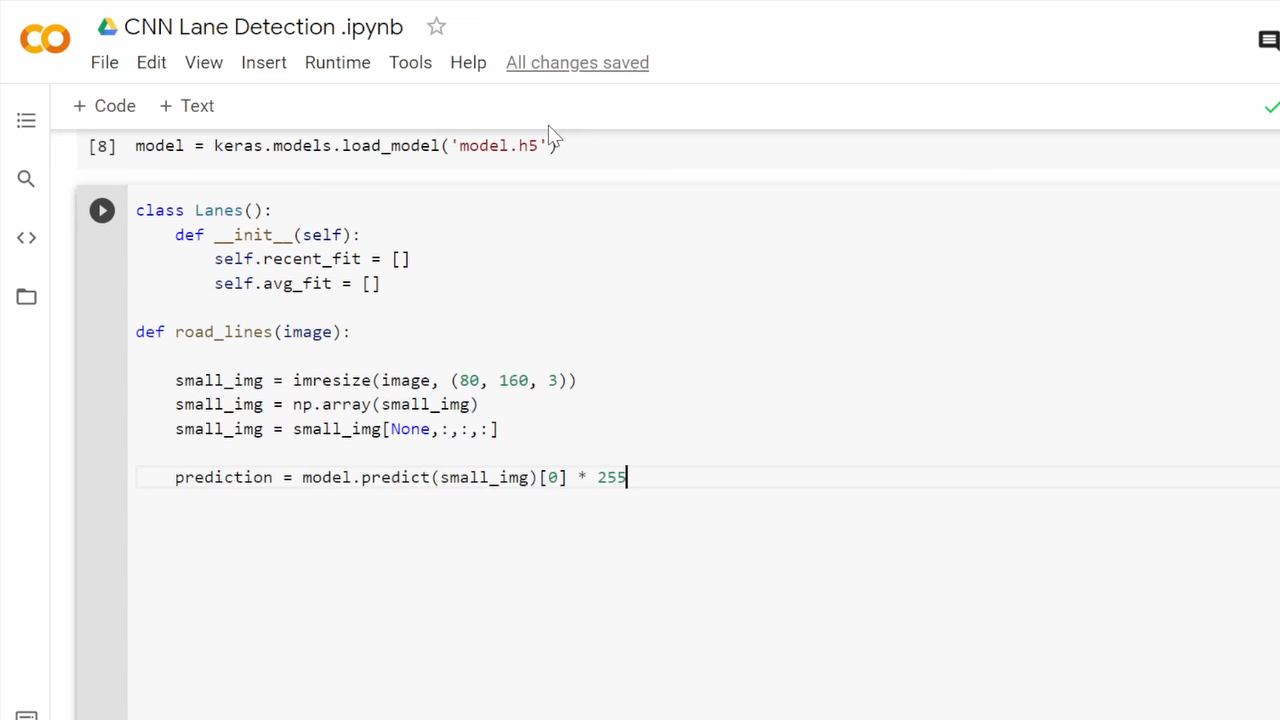 CNN Lane Detection .ipynb
File Edit View Insert Runtime Tools Help All changes saved
+ Code + Text
[8] model = keras.models.load_model('model.h5')
class Lanes():
    def __init__(self):
        self.recent_fit = []
        self.avg_fit = []
def road_lines(image):
    small_img = imresize(image, (80, 160, 3))
    small_img = np.array(small_img)
    small_img = small_img[None,:,:,:]
    prediction = model.predict(small_img)[0] * 255